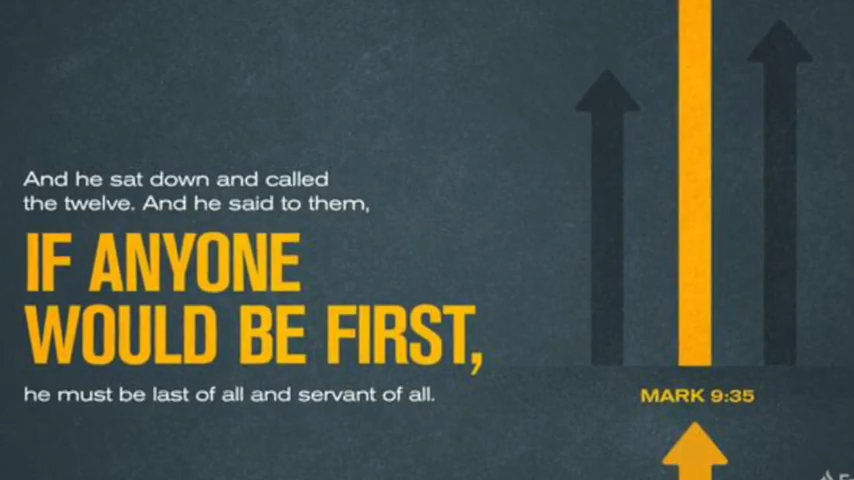 And he sat down and called
the twelve. And he said to them,
IF ANYONE
WOULD BE FIRST,
he must be last of all and servant of all.
MARK 9:35